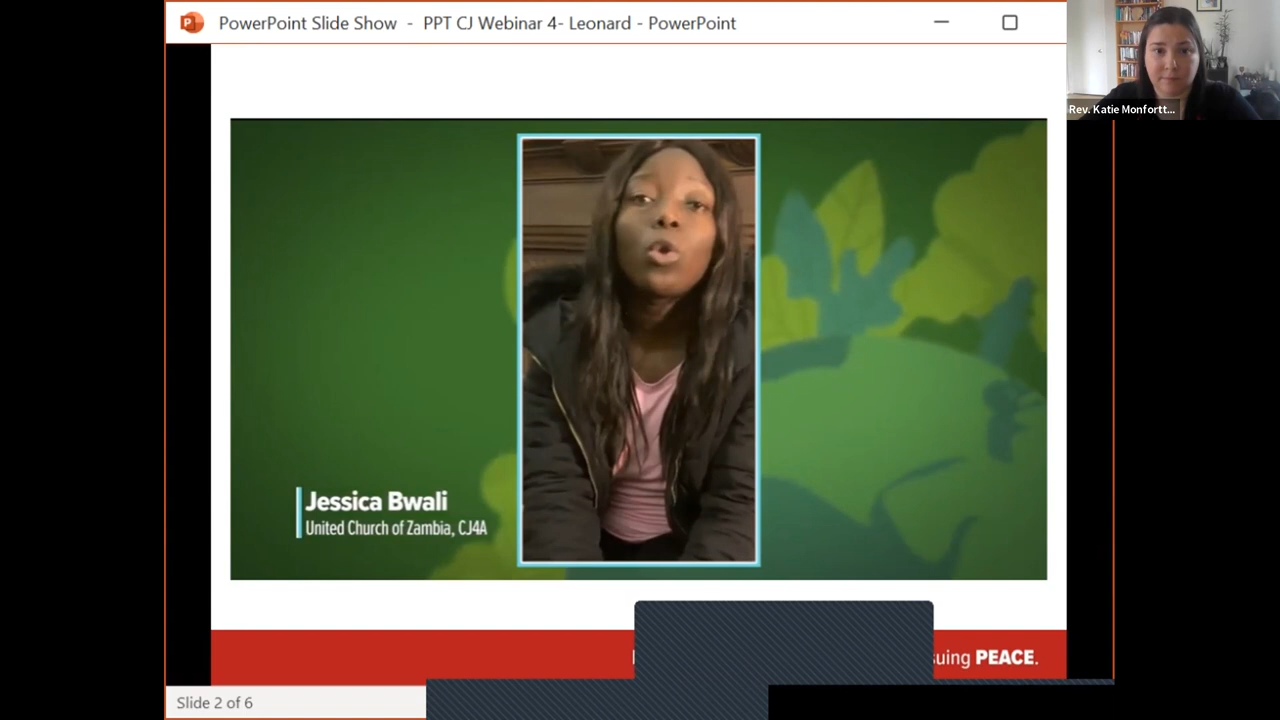 PowerPoint Slide Show - PPT CJ Webinar 4- Leonard - PowerPoint
Rev. Katie Monfortt...
Jessica Bwali
United Church of Zambia, CJ4A
PEACE.
Slide 2 of 6